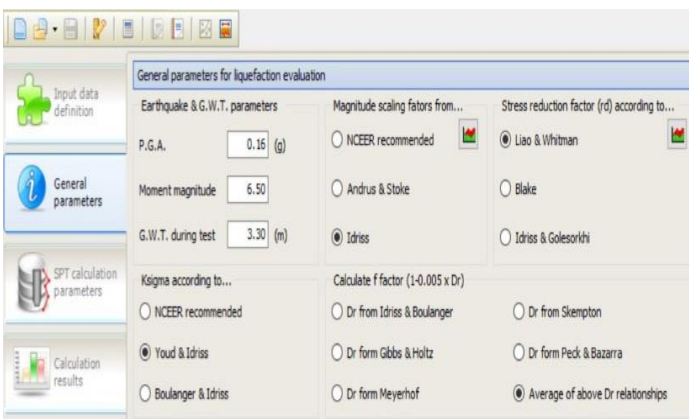 General parameters for liquefaction evaluation
Input data
definition
General
parameters
SPT calculation
parameters
Calculation
results
Earthquake & G.W.T. parameters
P.G.A. 0.16 (g)
Moment magnitude 6.50
G.W.T. during test 3.30 (m)
Magnitude scaling fators from...
NCEER recommended
Andrus & Stoke
Idriss
Stress reduction factor (rd) according to...
Liao & Whitman
Blake
Idriss & Golesorkhi
Ksigma according to...
NCEER recommended
Youd & Idriss
Boulanger & Idriss
Calculate f factor (1-0.005 x Dr)
Dr from Idriss & Boulanger
Dr form Gibbs & Holtz
Dr form Meyerhof
Dr from Skempton
Dr form Peck & Bazarra
Average of above Dr relationships